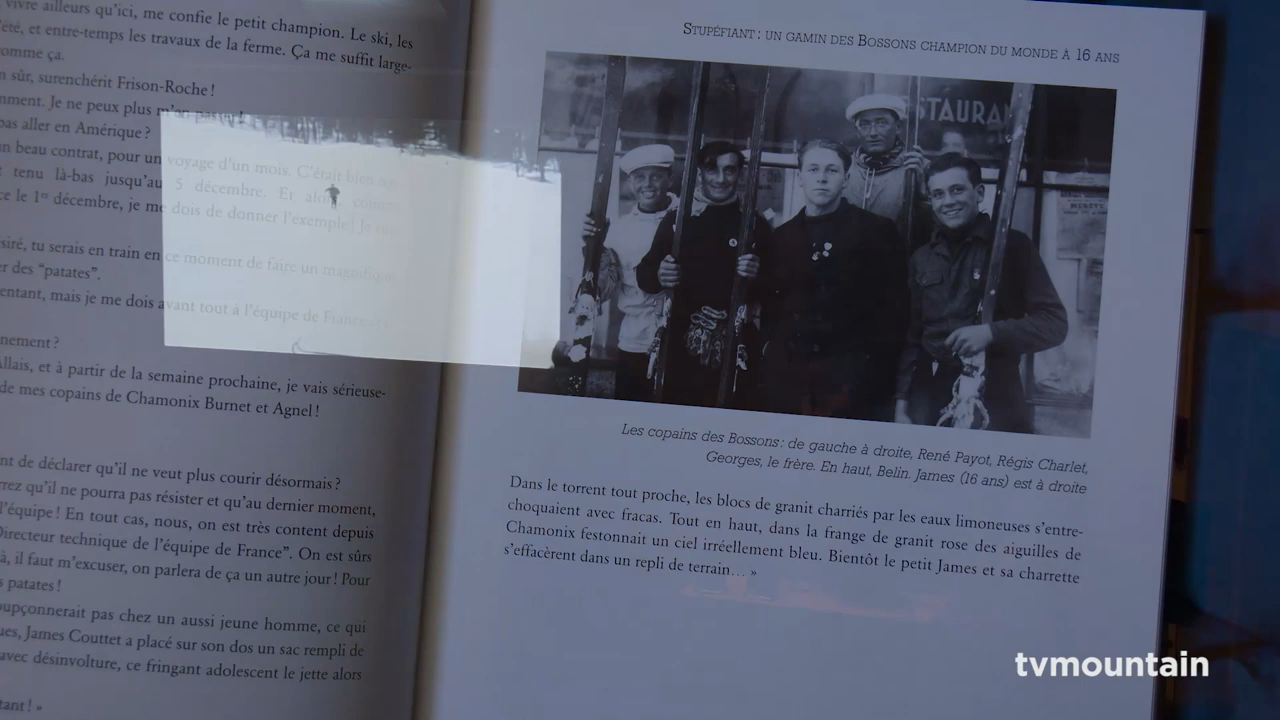 vivre ailleurs qu'ici, me confie le petit champion. Le ski, les
été, et entre-temps les travaux de la ferme. Ça me suffit large-
comme ça.
sûr, surenchérit Frison-Roche !
Je ne peux plus m'en
pas aller en Amérique ?
un beau contrat, pour un voyage d'un mois. C'était bien
tenu là-bas jusqu'au 5 décembre. Et
ce le 1er décembre, je me dois de donner l'exemple
tu serais en train en ce moment de faire un magnifique
des "patates".
mais je me dois avant tout à l'équipe de France
Allais, et à partir de la semaine prochaine, je vais sérieuse-
de mes copains de Chamonix Burnet et Agnel !
de déclarer qu'il ne veut plus courir désormais ?
qu'il ne pourra pas résister et qu'au dernier moment,
l'équipe ! En tout cas, nous, on est très content depuis
Directeur technique de l'équipe de France". On est sûrs
il faut m'excuser, on parlera de ça un autre jour ! Pour
patates !
pas chez un aussi jeune homme, ce qui
James Couttet a placé sur son dos un sac rempli de
avec désinvolture, ce fringant adolescent le jette alors
STUPÉFIANT : UN GAMIN DES BOSSONS CHAMPION DU MONDE À 16 ANS
STAURA
Les copains des Bossons : de gauche à droite, René Payot, Régis Charlet,
Georges, le frère. En haut, Belin. James (16 ans) est à droite
Dans le torrent tout proche, les blocs de granit charriés par les eaux limoneuses s'entre-
choquaient avec fracas. Tout en haut, dans la frange de granit rose des aiguilles de
Chamonix festonnait un ciel irréellement bleu. Bientôt le petit James et sa charrette
s'effacèrent dans un repli de terrain… »
tvmountain